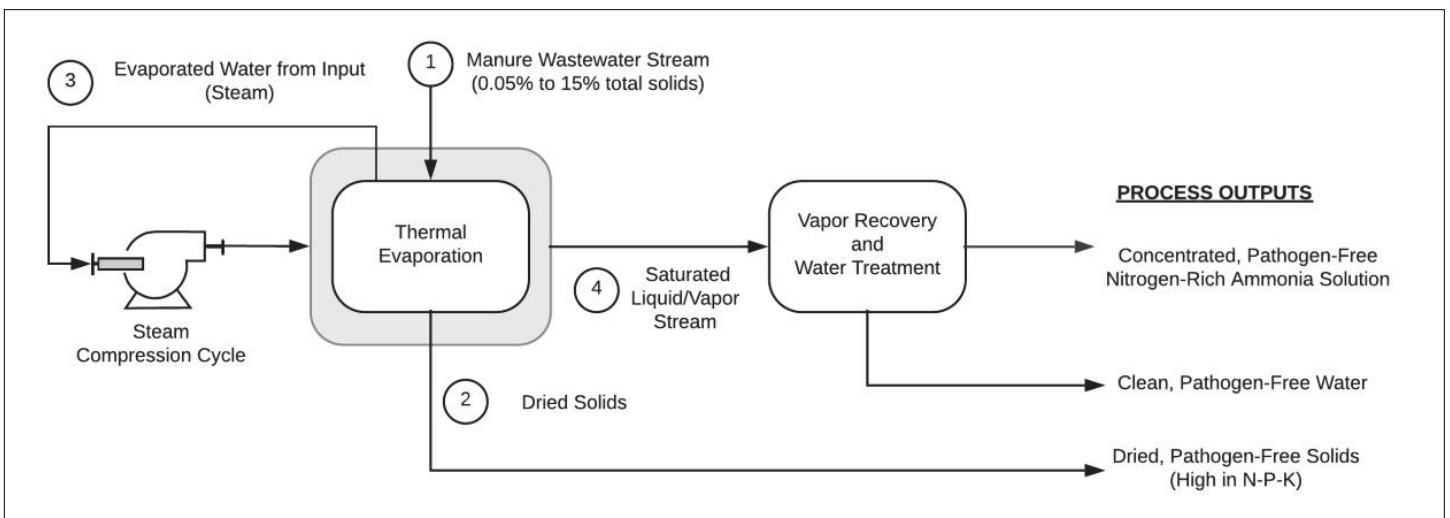 3
Evaporated Water from Input
(Steam)
1
Manure Wastewater Stream
(0.05% to 15% total solids)
Steam
Compression Cycle
Thermal
Evaporation
2
Dried Solids
4
Saturated
Liquid/Vapor
Stream
Vapor Recovery
and
Water Treatment
PROCESS OUTPUTS
Concentrated, Pathogen-Free
Nitrogen-Rich Ammonia Solution
Clean, Pathogen-Free Water
Dried, Pathogen-Free Solids
(High in N-P-K)